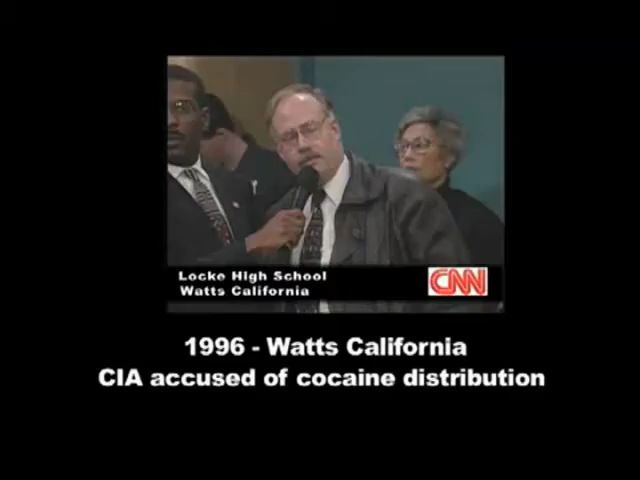 Locke High School
Watts California
CNN
1996 - Watts California
CIA accused of cocaine distribution